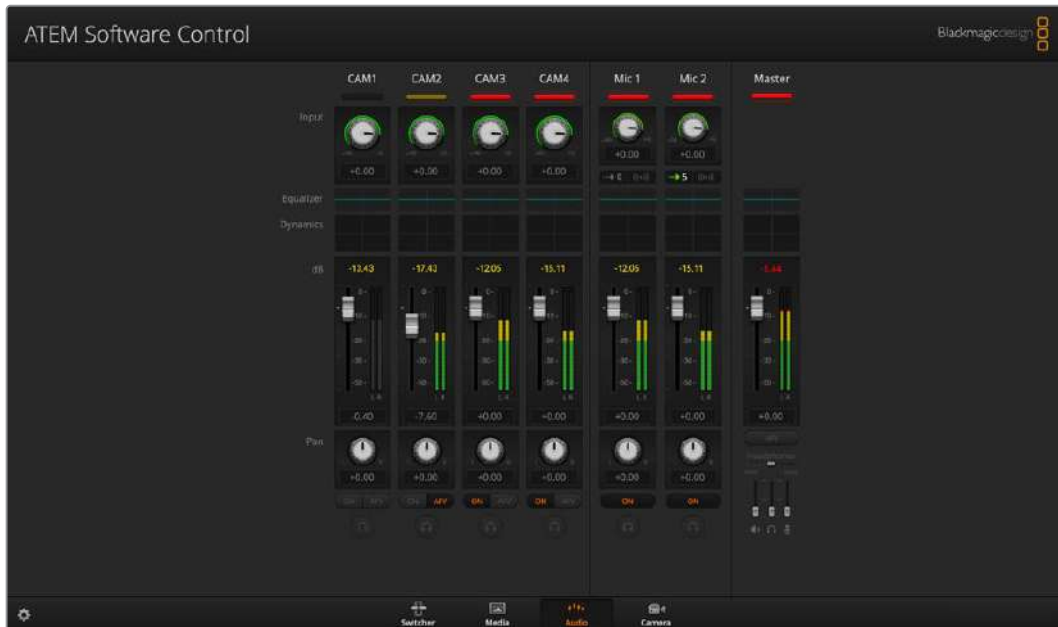 ATEM Software Control
Blackmagicdesign
CAM1 CAM2 CAM3 CAM4 Mic 1 Mic 2 Master
Input
+0.00 +0.00 +0.00 +0.00 +0.00 +0.00
5
Equalizer
Dynamics
dB -13.43 -17.43 -12.05 -15.11 -12.05 -15.11
-0.40 -7.60 +0.00 +0.00 +0.00 +0.00 +0.00
Pan
+0.00 +0.00 +0.00 +0.00 +0.00 +0.00
ON AFV ON AFV ON AFV ON AFV ON ON
Switcher Media Audio Camera